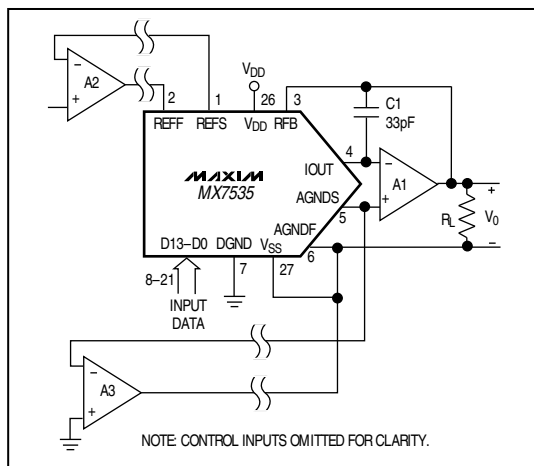 A2
−
+
2
1
VDD
26
3
C1
33pF
REFF
REFS
VDD
RFB
MAXIM
MX7535
IOUT
4
−
A1
+
AGNDS
5
AGNDF
6
+
RL
V0
−
D13–D0
DGND
VSS
8–21
7
27
INPUT
DATA
−
A3
+
NOTE: CONTROL INPUTS OMITTED FOR CLARITY.